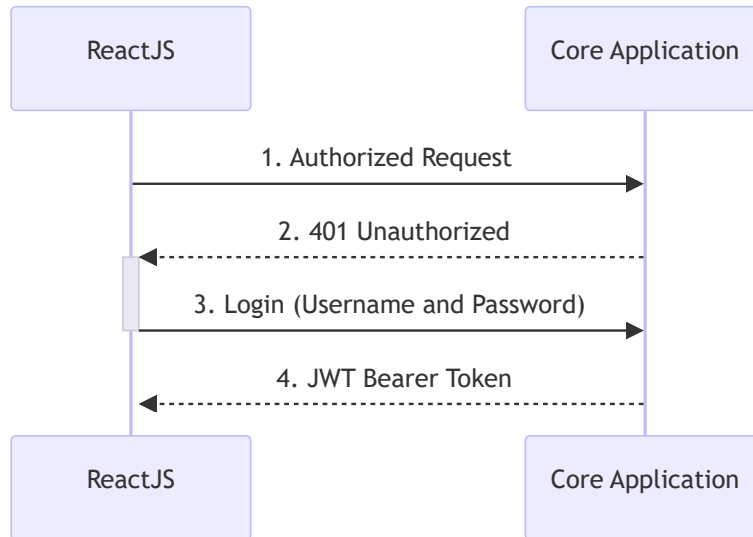 ReactJS
Core Application
1. Authorized Request
2. 401 Unauthorized
3. Login (Username and Password)
4. JWT Bearer Token
ReactJS
Core Application